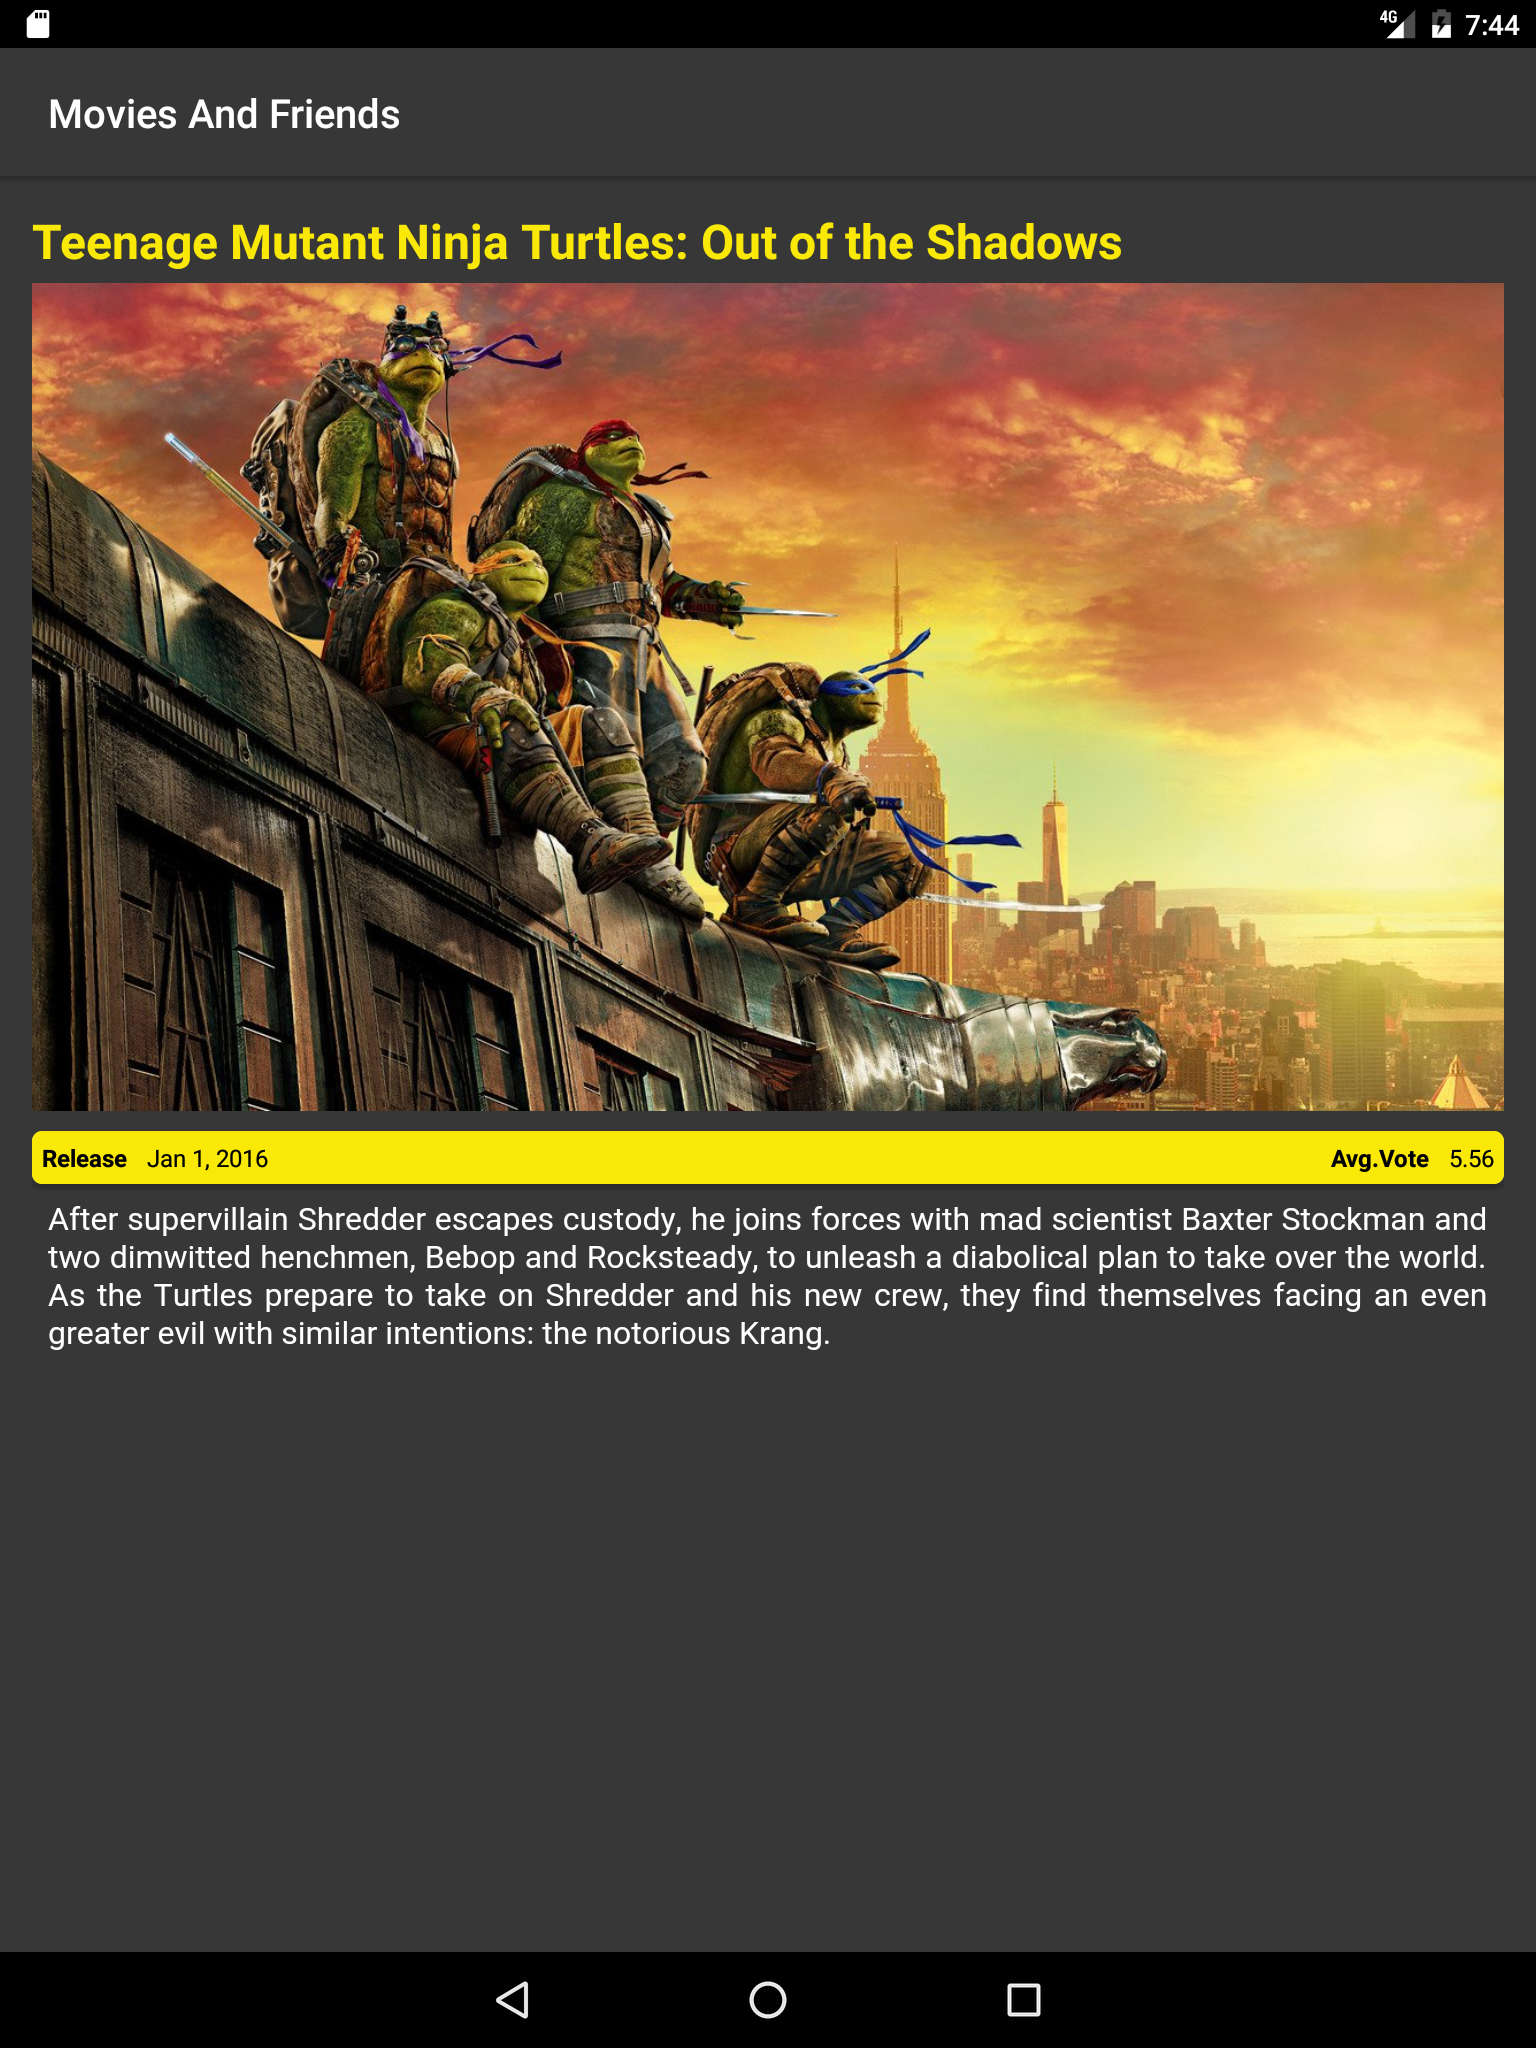 4G 7:44
Movies And Friends
Teenage Mutant Ninja Turtles: Out of the Shadows
Release Jan 1, 2016 Avg.Vote 5.56
After supervillain Shredder escapes custody, he joins forces with mad scientist Baxter Stockman and
two dimwitted henchmen, Bebop and Rocksteady, to unleash a diabolical plan to take over the world.
As the Turtles prepare to take on Shredder and his new crew, they find themselves facing an even
greater evil with similar intentions: the notorious Krang.